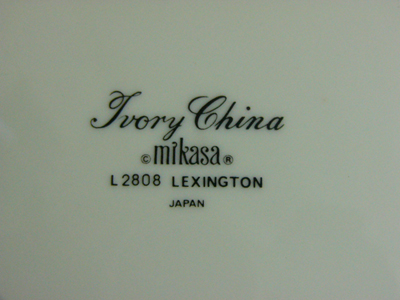 Ivory China
© mikasa ®
L2808 LEXINGTON
JAPAN